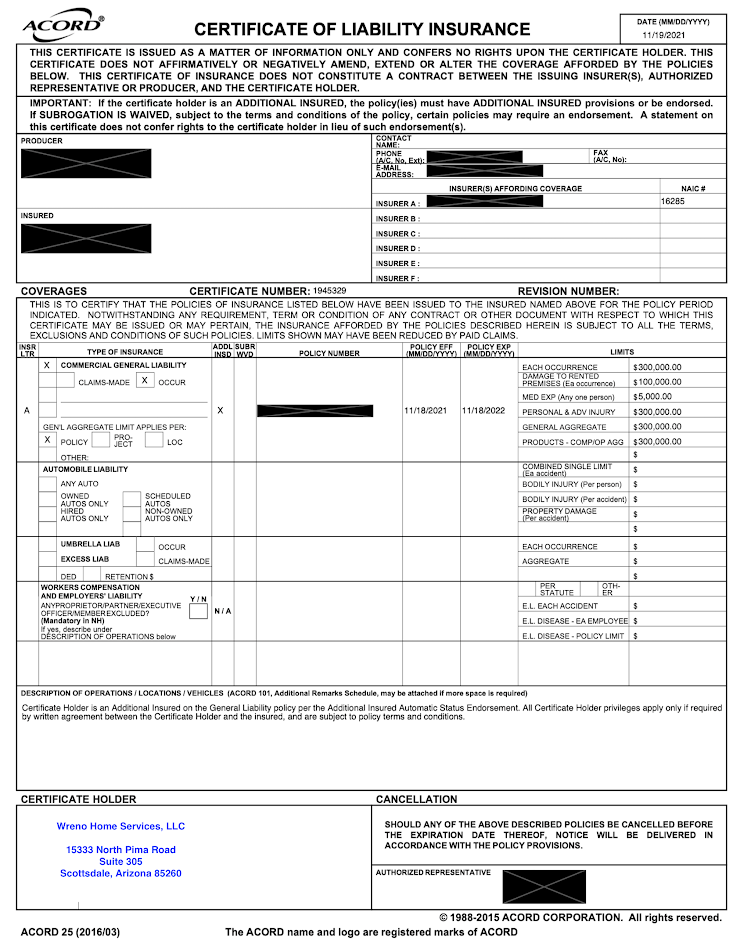 ACORD®
CERTIFICATE OF LIABILITY INSURANCE
DATE (MM/DD/YYYY)
11/19/2021
THIS CERTIFICATE IS ISSUED AS A MATTER OF INFORMATION ONLY AND CONFERS NO RIGHTS UPON THE CERTIFICATE HOLDER. THIS
CERTIFICATE DOES NOT AFFIRMATIVELY OR NEGATIVELY AMEND, EXTEND OR ALTER THE COVERAGE AFFORDED BY THE POLICIES
BELOW. THIS CERTIFICATE OF INSURANCE DOES NOT CONSTITUTE A CONTRACT BETWEEN THE ISSUING INSURER(S), AUTHORIZED
REPRESENTATIVE OR PRODUCER, AND THE CERTIFICATE HOLDER.
IMPORTANT: If the certificate holder is an ADDITIONAL INSURED, the policy(ies) must have ADDITIONAL INSURED provisions or be endorsed.
If SUBROGATION IS WAIVED, subject to the terms and conditions of the policy, certain policies may require an endorsement. A statement on
this certificate does not confer rights to the certificate holder in lieu of such endorsement(s).
PRODUCER
CONTACT
NAME:
PHONE
(A/C, No, Ext):
FAX
(A/C, No):
E-MAIL
ADDRESS:
INSURER(S) AFFORDING COVERAGE NAIC #
INSURER A : 16285
INSURED
INSURER B :
INSURER C :
INSURER D :
INSURER E :
INSURER F :
COVERAGES CERTIFICATE NUMBER: 1945329 REVISION NUMBER:
THIS IS TO CERTIFY THAT THE POLICIES OF INSURANCE LISTED BELOW HAVE BEEN ISSUED TO THE INSURED NAMED ABOVE FOR THE POLICY PERIOD
INDICATED. NOTWITHSTANDING ANY REQUIREMENT, TERM OR CONDITION OF ANY CONTRACT OR OTHER DOCUMENT WITH RESPECT TO WHICH THIS
CERTIFICATE MAY BE ISSUED OR MAY PERTAIN, THE INSURANCE AFFORDED BY THE POLICIES DESCRIBED HEREIN IS SUBJECT TO ALL THE TERMS,
EXCLUSIONS AND CONDITIONS OF SUCH POLICIES. LIMITS SHOWN MAY HAVE BEEN REDUCED BY PAID CLAIMS.
INSR
LTR
TYPE OF INSURANCE
ADDL SUBR
INSD WVD
POLICY NUMBER
POLICY EFF
(MM/DD/YYYY)
POLICY EXP
(MM/DD/YYYY)
LIMITS
X COMMERCIAL GENERAL LIABILITY
EACH OCCURRENCE $300,000.00
CLAIMS-MADE X OCCUR
DAMAGE TO RENTED
PREMISES (Ea occurrence) $100,000.00
MED EXP (Any one person) $5,000.00
A X 11/18/2021 11/18/2022 PERSONAL & ADV INJURY $300,000.00
GEN'L AGGREGATE LIMIT APPLIES PER: GENERAL AGGREGATE $300,000.00
X POLICY PRO-
JECT LOC PRODUCTS - COMP/OP AGG $300,000.00
OTHER: $
AUTOMOBILE LIABILITY
COMBINED SINGLE LIMIT
(Ea accident) $
ANY AUTO BODILY INJURY (Per person) $
OWNED
AUTOS ONLY
SCHEDULED
AUTOS
BODILY INJURY (Per accident) $
HIRED
AUTOS ONLY
NON-OWNED
AUTOS ONLY
PROPERTY DAMAGE
(Per accident) $
$
UMBRELLA LIAB OCCUR EACH OCCURRENCE $
EXCESS LIAB CLAIMS-MADE AGGREGATE $
DED RETENTION $ $
WORKERS COMPENSATION
AND EMPLOYERS' LIABILITY
Y / N
PER
STATUTE
OTH-
ER
ANYPROPRIETOR/PARTNER/EXECUTIVE
OFFICER/MEMBEREXCLUDED?
N / A
E.L. EACH ACCIDENT $
(Mandatory in NH)
E.L. DISEASE - EA EMPLOYEE $
If yes, describe under
DESCRIPTION OF OPERATIONS below
E.L. DISEASE - POLICY LIMIT $
DESCRIPTION OF OPERATIONS / LOCATIONS / VEHICLES (ACORD 101, Additional Remarks Schedule, may be attached if more space is required)
Certificate Holder is an Additional Insured on the General Liability policy per the Additional Insured Automatic Status Endorsement. All Certificate Holder privileges apply only if required
by written agreement between the Certificate Holder and the insured, and are subject to policy terms and conditions.
CERTIFICATE HOLDER
CANCELLATION
Wreno Home Services, LLC
15333 North Pima Road
Suite 305
Scottsdale, Arizona 85260
SHOULD ANY OF THE ABOVE DESCRIBED POLICIES BE CANCELLED BEFORE
THE EXPIRATION DATE THEREOF, NOTICE WILL BE DELIVERED IN
ACCORDANCE WITH THE POLICY PROVISIONS.
AUTHORIZED REPRESENTATIVE
© 1988-2015 ACORD CORPORATION. All rights reserved.
ACORD 25 (2016/03)
The ACORD name and logo are registered marks of ACORD